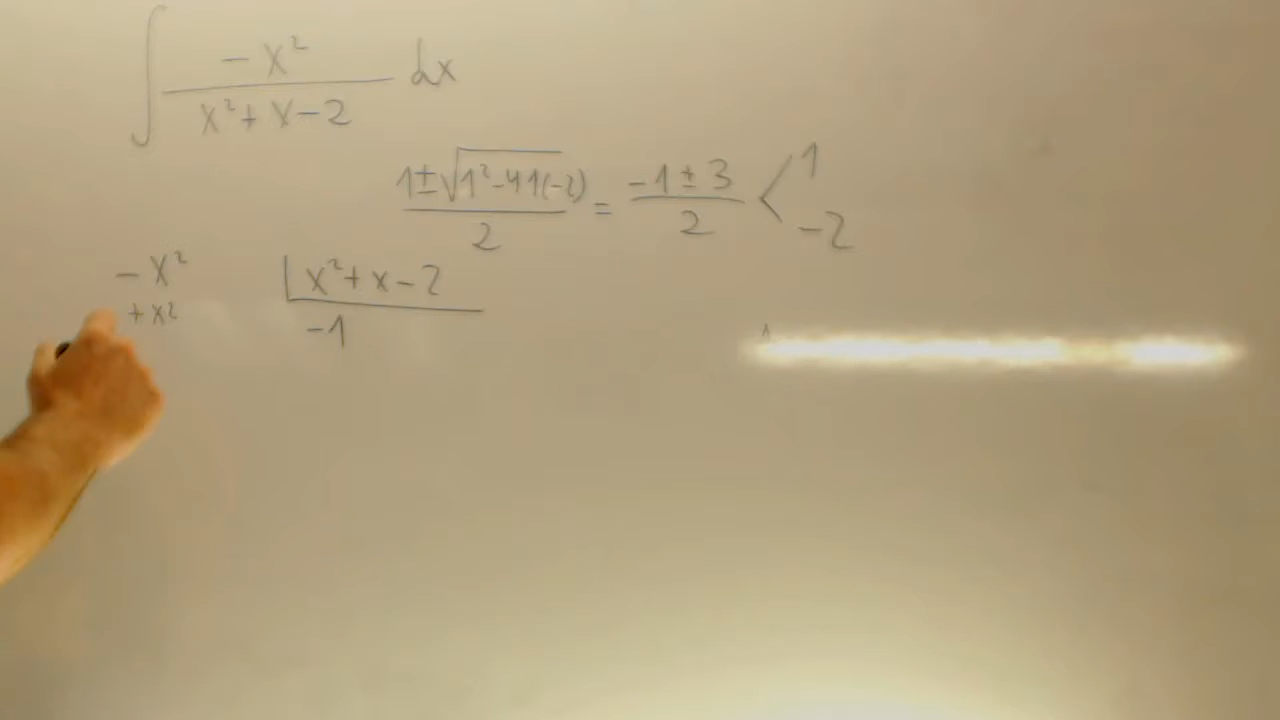 ∫ -x² / (x² + x - 2) dx
1 ± √(1² - 4 1 (-2)) / 2 = -1 ± 3 / 2 < 1
-2
-x² | x² + x - 2
+x² -1